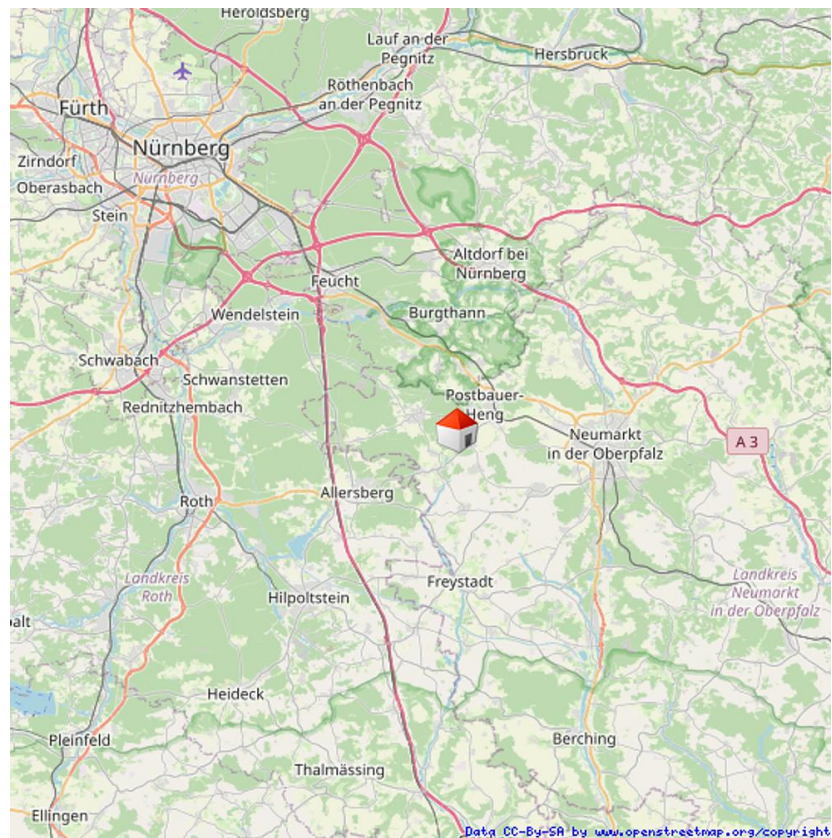 Heroldsberg
Lauf an der
Pegnitz
Hersbruck
Röthenbach
an der Pegnitz
Fürth
Nürnberg
Zirndorf
Nürnberg
Oberasbach
Stein
Altdorf bei
Nürnberg
Feucht
Burgthann
Wendelstein
Schwabach
Schwanstetten
Postbauer-
Heng
Rednitzhembach
Neumarkt
in der Oberpfalz
A 3
Allersberg
Roth
Landkreis
Roth
Freystadt
Landkreis
Neumarkt
in der Oberpfalz
Hilpoltstein
alt
Heideck
Pleinfeld
Berching
Thalmässing
Ellingen
Data CC-By-SA by www.openstreetmap.org/copyright